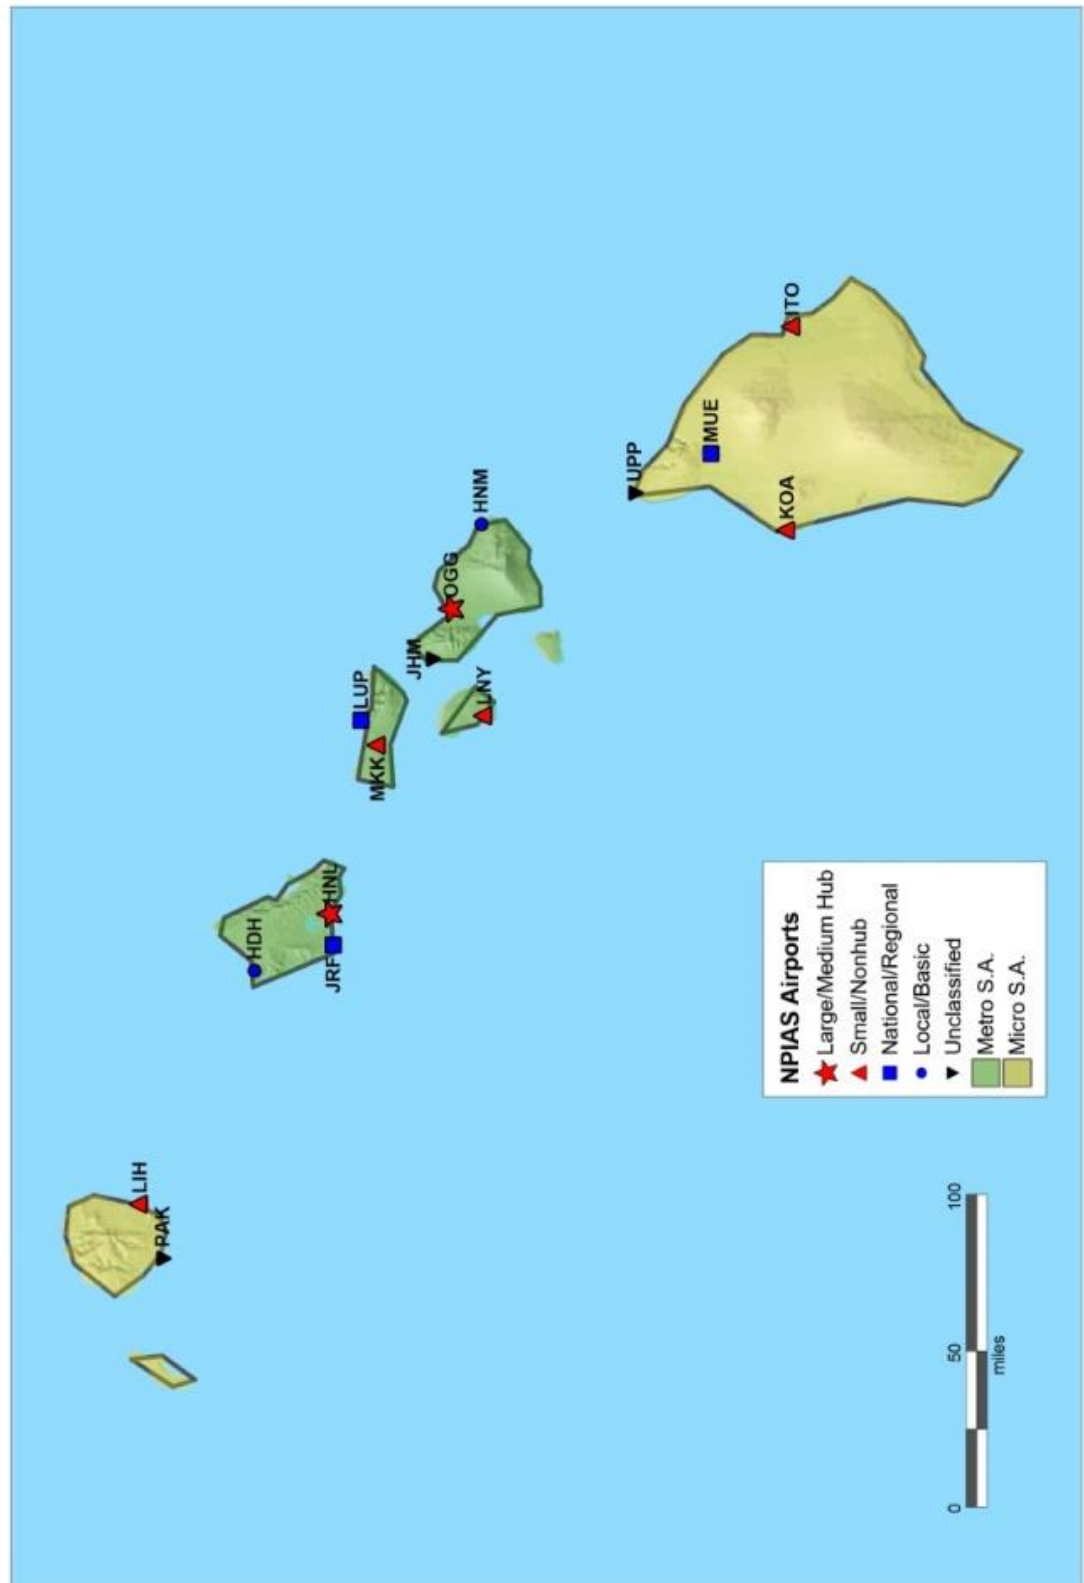 LIH
PAK
HDH
HNL
JRF
LUP
MKK
JHM
OGG
HNM
LNY
UPP
MUE
KOA
ITO
NPIAS Airports
Large/Medium Hub
Small/Nonhub
National/Regional
Local/Basic
Unclassified
Metro S.A.
Micro S.A.
0 50 100
miles